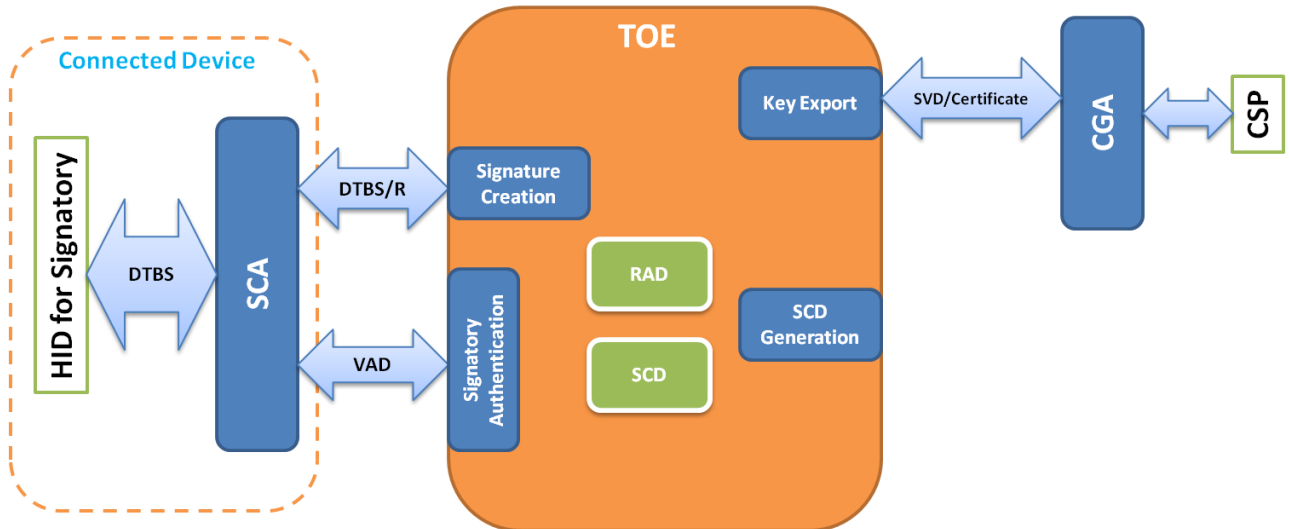 TOE
Connected Device
HID for Signatory
DTBS
SCA
DTBS/R
VAD
Signature
Creation
Signatory
Authentication
RAD
SCD
Key Export
SCD
Generation
SVD/Certificate
CGA
CSP